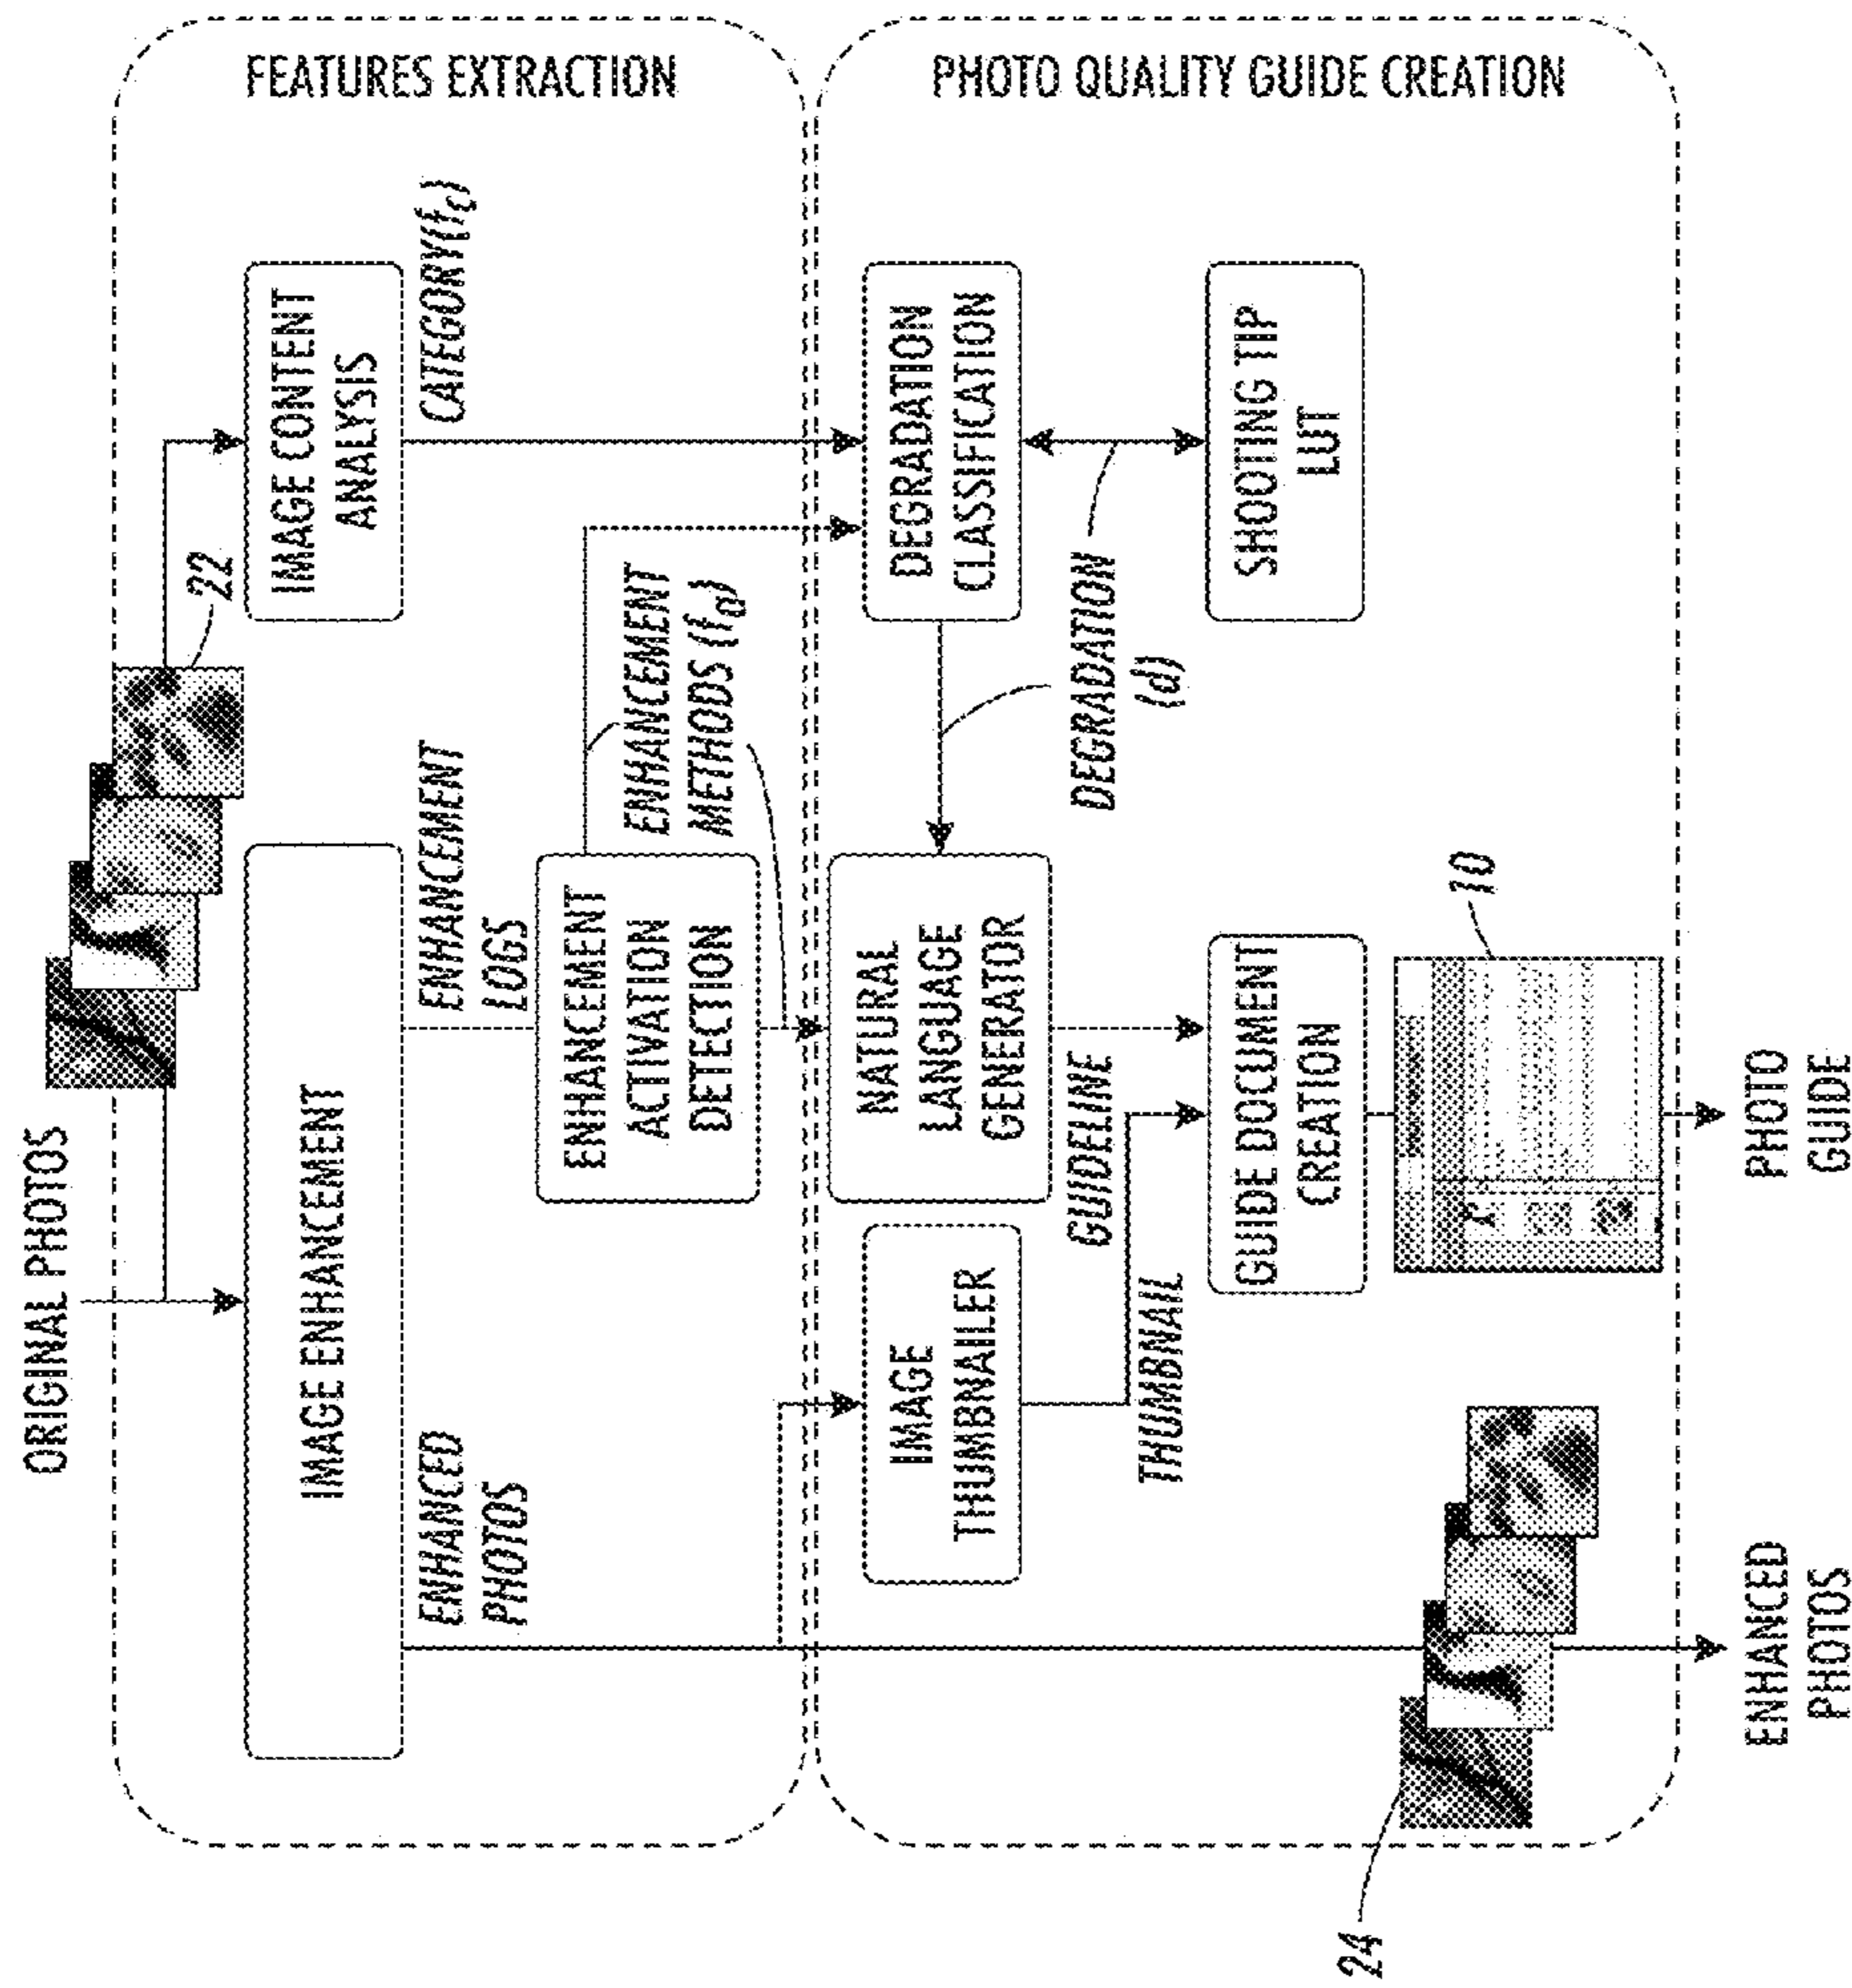 ORIGINAL PHOTOS
22
FEATURES EXTRACTION
IMAGE ENHANCEMENT
IMAGE CONTENT
ANALYSIS
ENHANCED
PHOTOS
ENHANCEMENT
LOGS
CATEGORY(fc)
ENHANCEMENT
ACTIVATION
DETECTION
ENHANCEMENT
METHODS (fa)
PHOTO QUALITY GUIDE CREATION
IMAGE
THUMBNAILER
NATURAL
LANGUAGE
GENERATOR
DEGRADATION
CLASSIFICATION
GUIDELINE
THUMBNAIL
DEGRADATION
(d)
GUIDE DOCUMENT
CREATION
SHOOTING TIP
LUT
24
10
ENHANCED
PHOTOS
PHOTO
GUIDE